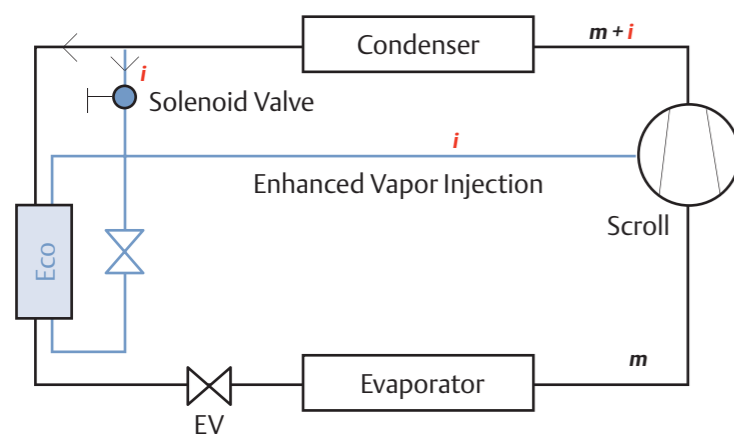 Condenser
m + i
i
Solenoid Valve
i
Enhanced Vapor Injection
Scroll
Eco
m
Evaporator
EV